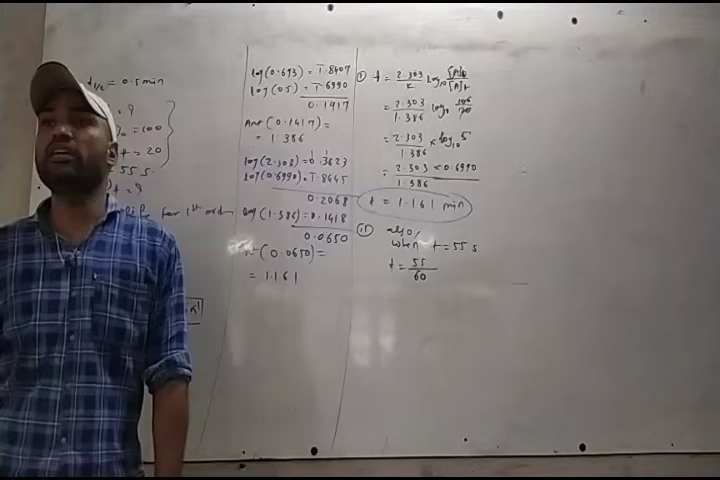 t1/2 = 0.5 min
= ?
= 100
t = 20
55 s
t = ?
life for 1st order
log(0.693) = 1̅.8407
log(0.5) = 1̅.6990
0.1417
Ant(0.1417) =
= 1.386
log(2.303) = 0.3623
log(0.6990) = 1̅.8445
0.2068
log(1.386) = 0.1418
0.0650
(0.0650) =
= 1.161
(i) t = 2.303/K log10 [A]0/[A]t
= 2.303/1.386 log10 100/20
= 2.303/1.386 × log10 5
= 2.303 × 0.6990/1.386
t = 1.161 min
(ii) also,
when t = 55 s
t = 55/60